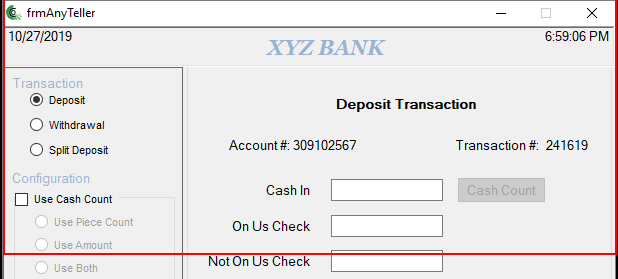 frmAnyTeller
10/27/2019
XYZ BANK
6:59:06 PM
Transaction
Deposit
Withdrawal
Split Deposit
Configuration
Use Cash Count
Use Piece Count
Use Amount
Use Both
Deposit Transaction
Account #: 309102567
Transaction #: 241619
Cash In
Cash Count
On Us Check
Not On Us Check